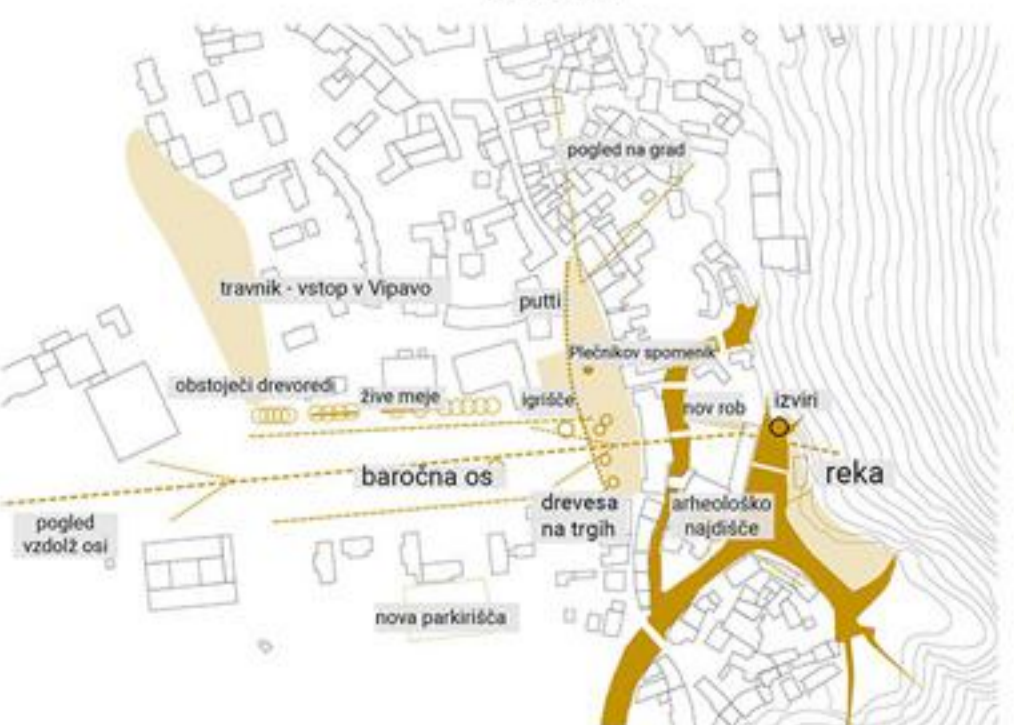 pogled na grad
travnik - vstop v Vipavo
putti
Plečnikov spomenik
obstoječi drevoredi
žive meje
igrišče
nov rob
izviri
baročna os
reka
drevesa
na trgih
arheološko
najdišče
pogled
vzdolž osi
nova parkirišča